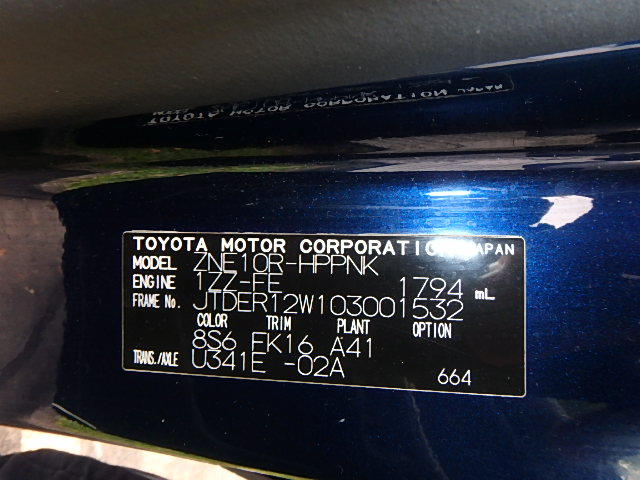 TOYOTA MOTOR CORPORATION JAPAN
MODEL ZNE10R-HPPNK
ENGINE 1ZZ-FE 1794 mL
FRAME No. JTDER12W103001532
COLOR TRIM PLANT OPTION
8S6 FK16 A41
TRANS./AXLE U341E -02A
664